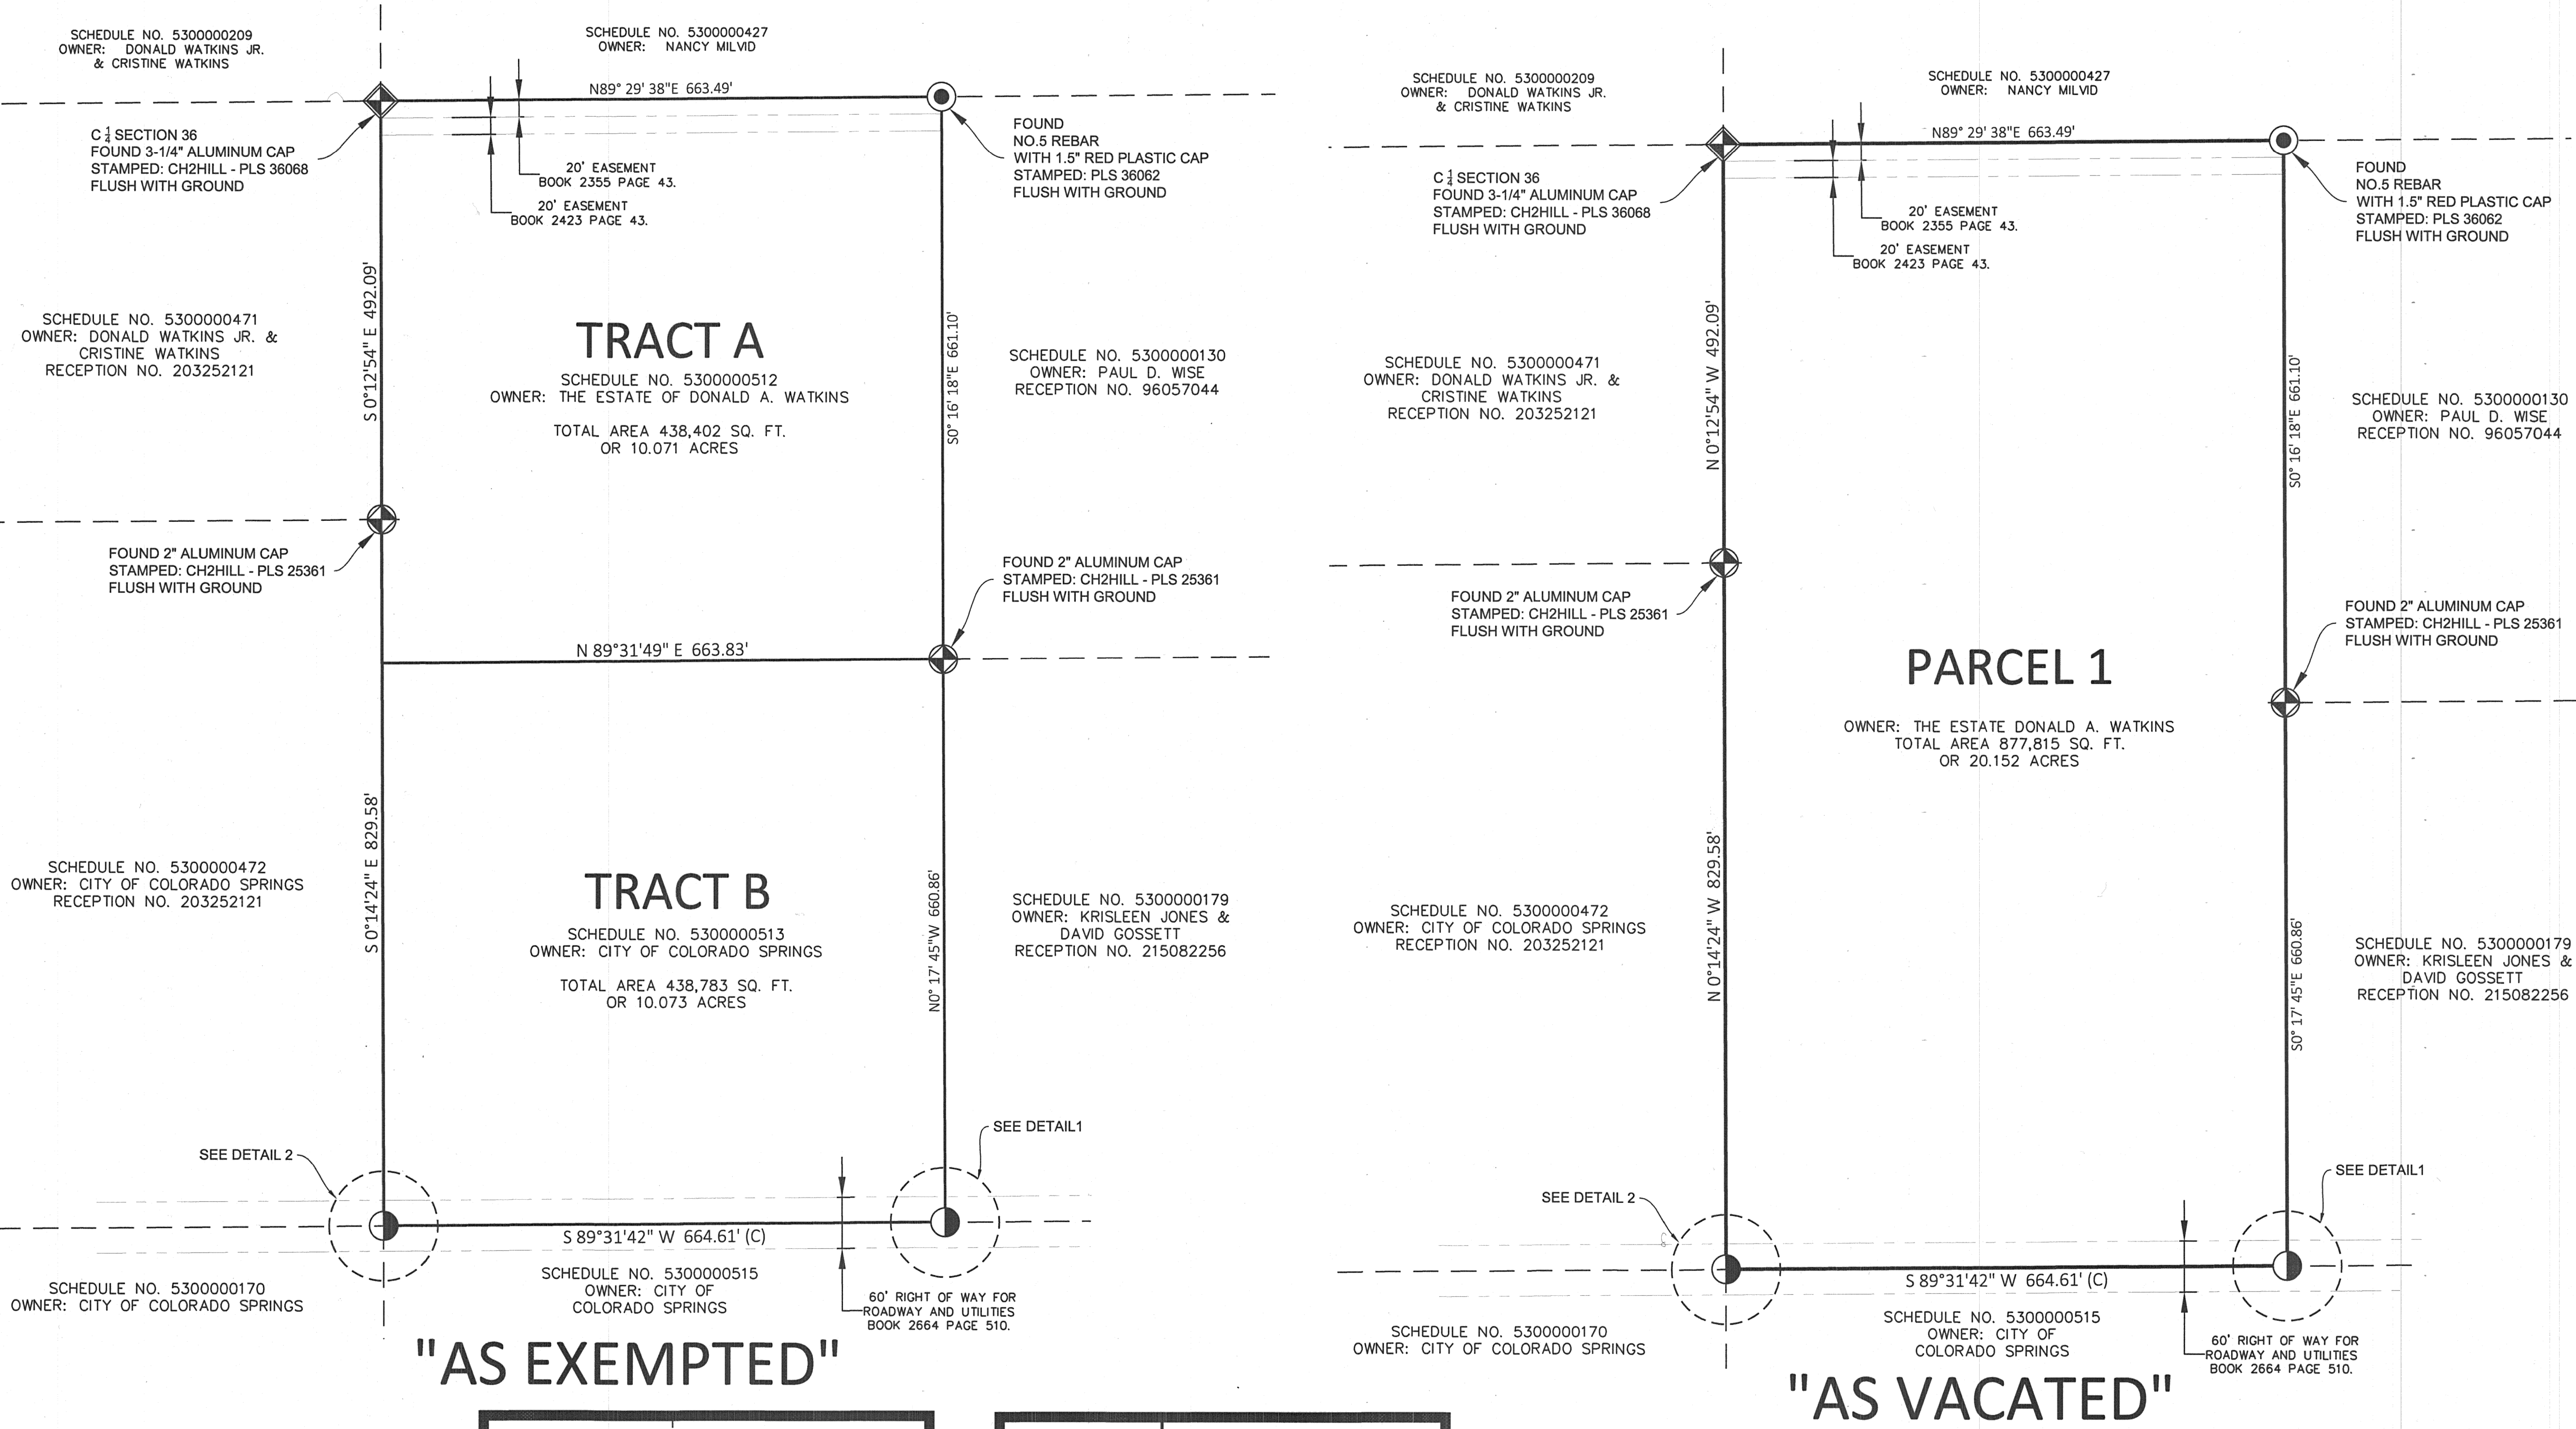 SCHEDULE NO. 5300000209
OWNER: DONALD WATKINS JR.
& CRISTINE WATKINS
SCHEDULE NO. 5300000427
OWNER: NANCY MILVID
N89° 29' 38"E 663.49'
C 1/4 SECTION 36
FOUND 3-1/4" ALUMINUM CAP
STAMPED: CH2HILL - PLS 36068
FLUSH WITH GROUND
20' EASEMENT
BOOK 2355 PAGE 43.
20' EASEMENT
BOOK 2423 PAGE 43.
FOUND
NO.5 REBAR
WITH 1.5" RED PLASTIC CAP
STAMPED: PLS 36062
FLUSH WITH GROUND
S 0°12'54" E 492.09'
SCHEDULE NO. 5300000471
OWNER: DONALD WATKINS JR. &
CRISTINE WATKINS
RECEPTION NO. 203252121
TRACT A
SCHEDULE NO. 5300000512
OWNER: THE ESTATE OF DONALD A. WATKINS
TOTAL AREA 438,402 SQ. FT.
OR 10.071 ACRES
S0° 16' 18"E 661.10'
SCHEDULE NO. 5300000130
OWNER: PAUL D. WISE
RECEPTION NO. 96057044
FOUND 2" ALUMINUM CAP
STAMPED: CH2HILL - PLS 25361
FLUSH WITH GROUND
FOUND 2" ALUMINUM CAP
STAMPED: CH2HILL - PLS 25361
FLUSH WITH GROUND
N 89°31'49" E 663.83'
S 0°14'24" E 829.58'
SCHEDULE NO. 5300000472
OWNER: CITY OF COLORADO SPRINGS
RECEPTION NO. 203252121
TRACT B
SCHEDULE NO. 5300000513
OWNER: CITY OF COLORADO SPRINGS
TOTAL AREA 438,783 SQ. FT.
OR 10.073 ACRES
N0° 17' 45"W 660.86'
SCHEDULE NO. 5300000179
OWNER: KRISLEEN JONES &
DAVID GOSSETT
RECEPTION NO. 215082256
SEE DETAIL 2
SEE DETAIL1
S 89°31'42" W 664.61' (C)
SCHEDULE NO. 5300000170
OWNER: CITY OF COLORADO SPRINGS
SCHEDULE NO. 5300000515
OWNER: CITY OF
COLORADO SPRINGS
60' RIGHT OF WAY FOR
ROADWAY AND UTILITIES
BOOK 2664 PAGE 510.
"AS EXEMPTED"
SCHEDULE NO. 5300000209
OWNER: DONALD WATKINS JR.
& CRISTINE WATKINS
SCHEDULE NO. 5300000427
OWNER: NANCY MILVID
N89° 29' 38"E 663.49'
C 1/4 SECTION 36
FOUND 3-1/4" ALUMINUM CAP
STAMPED: CH2HILL - PLS 36068
FLUSH WITH GROUND
20' EASEMENT
BOOK 2355 PAGE 43.
20' EASEMENT
BOOK 2423 PAGE 43.
FOUND
NO.5 REBAR
WITH 1.5" RED PLASTIC CAP
STAMPED: PLS 36062
FLUSH WITH GROUND
N 0°12'54" W 492.09'
SCHEDULE NO. 5300000471
OWNER: DONALD WATKINS JR. &
CRISTINE WATKINS
RECEPTION NO. 203252121
S0° 16' 18"E 661.10'
SCHEDULE NO. 5300000130
OWNER: PAUL D. WISE
RECEPTION NO. 96057044
FOUND 2" ALUMINUM CAP
STAMPED: CH2HILL - PLS 25361
FLUSH WITH GROUND
FOUND 2" ALUMINUM CAP
STAMPED: CH2HILL - PLS 25361
FLUSH WITH GROUND
PARCEL 1
OWNER: THE ESTATE DONALD A. WATKINS
TOTAL AREA 877,815 SQ. FT.
OR 20.152 ACRES
N 0°14'24" W 829.58'
SCHEDULE NO. 5300000472
OWNER: CITY OF COLORADO SPRINGS
RECEPTION NO. 203252121
S0° 17' 45"E 660.86'
SCHEDULE NO. 5300000179
OWNER: KRISLEEN JONES &
DAVID GOSSETT
RECEPTION NO. 215082256
SEE DETAIL 2
SEE DETAIL1
S 89°31'42" W 664.61' (C)
SCHEDULE NO. 5300000170
OWNER: CITY OF COLORADO SPRINGS
SCHEDULE NO. 5300000515
OWNER: CITY OF
COLORADO SPRINGS
60' RIGHT OF WAY FOR
ROADWAY AND UTILITIES
BOOK 2664 PAGE 510.
"AS VACATED"